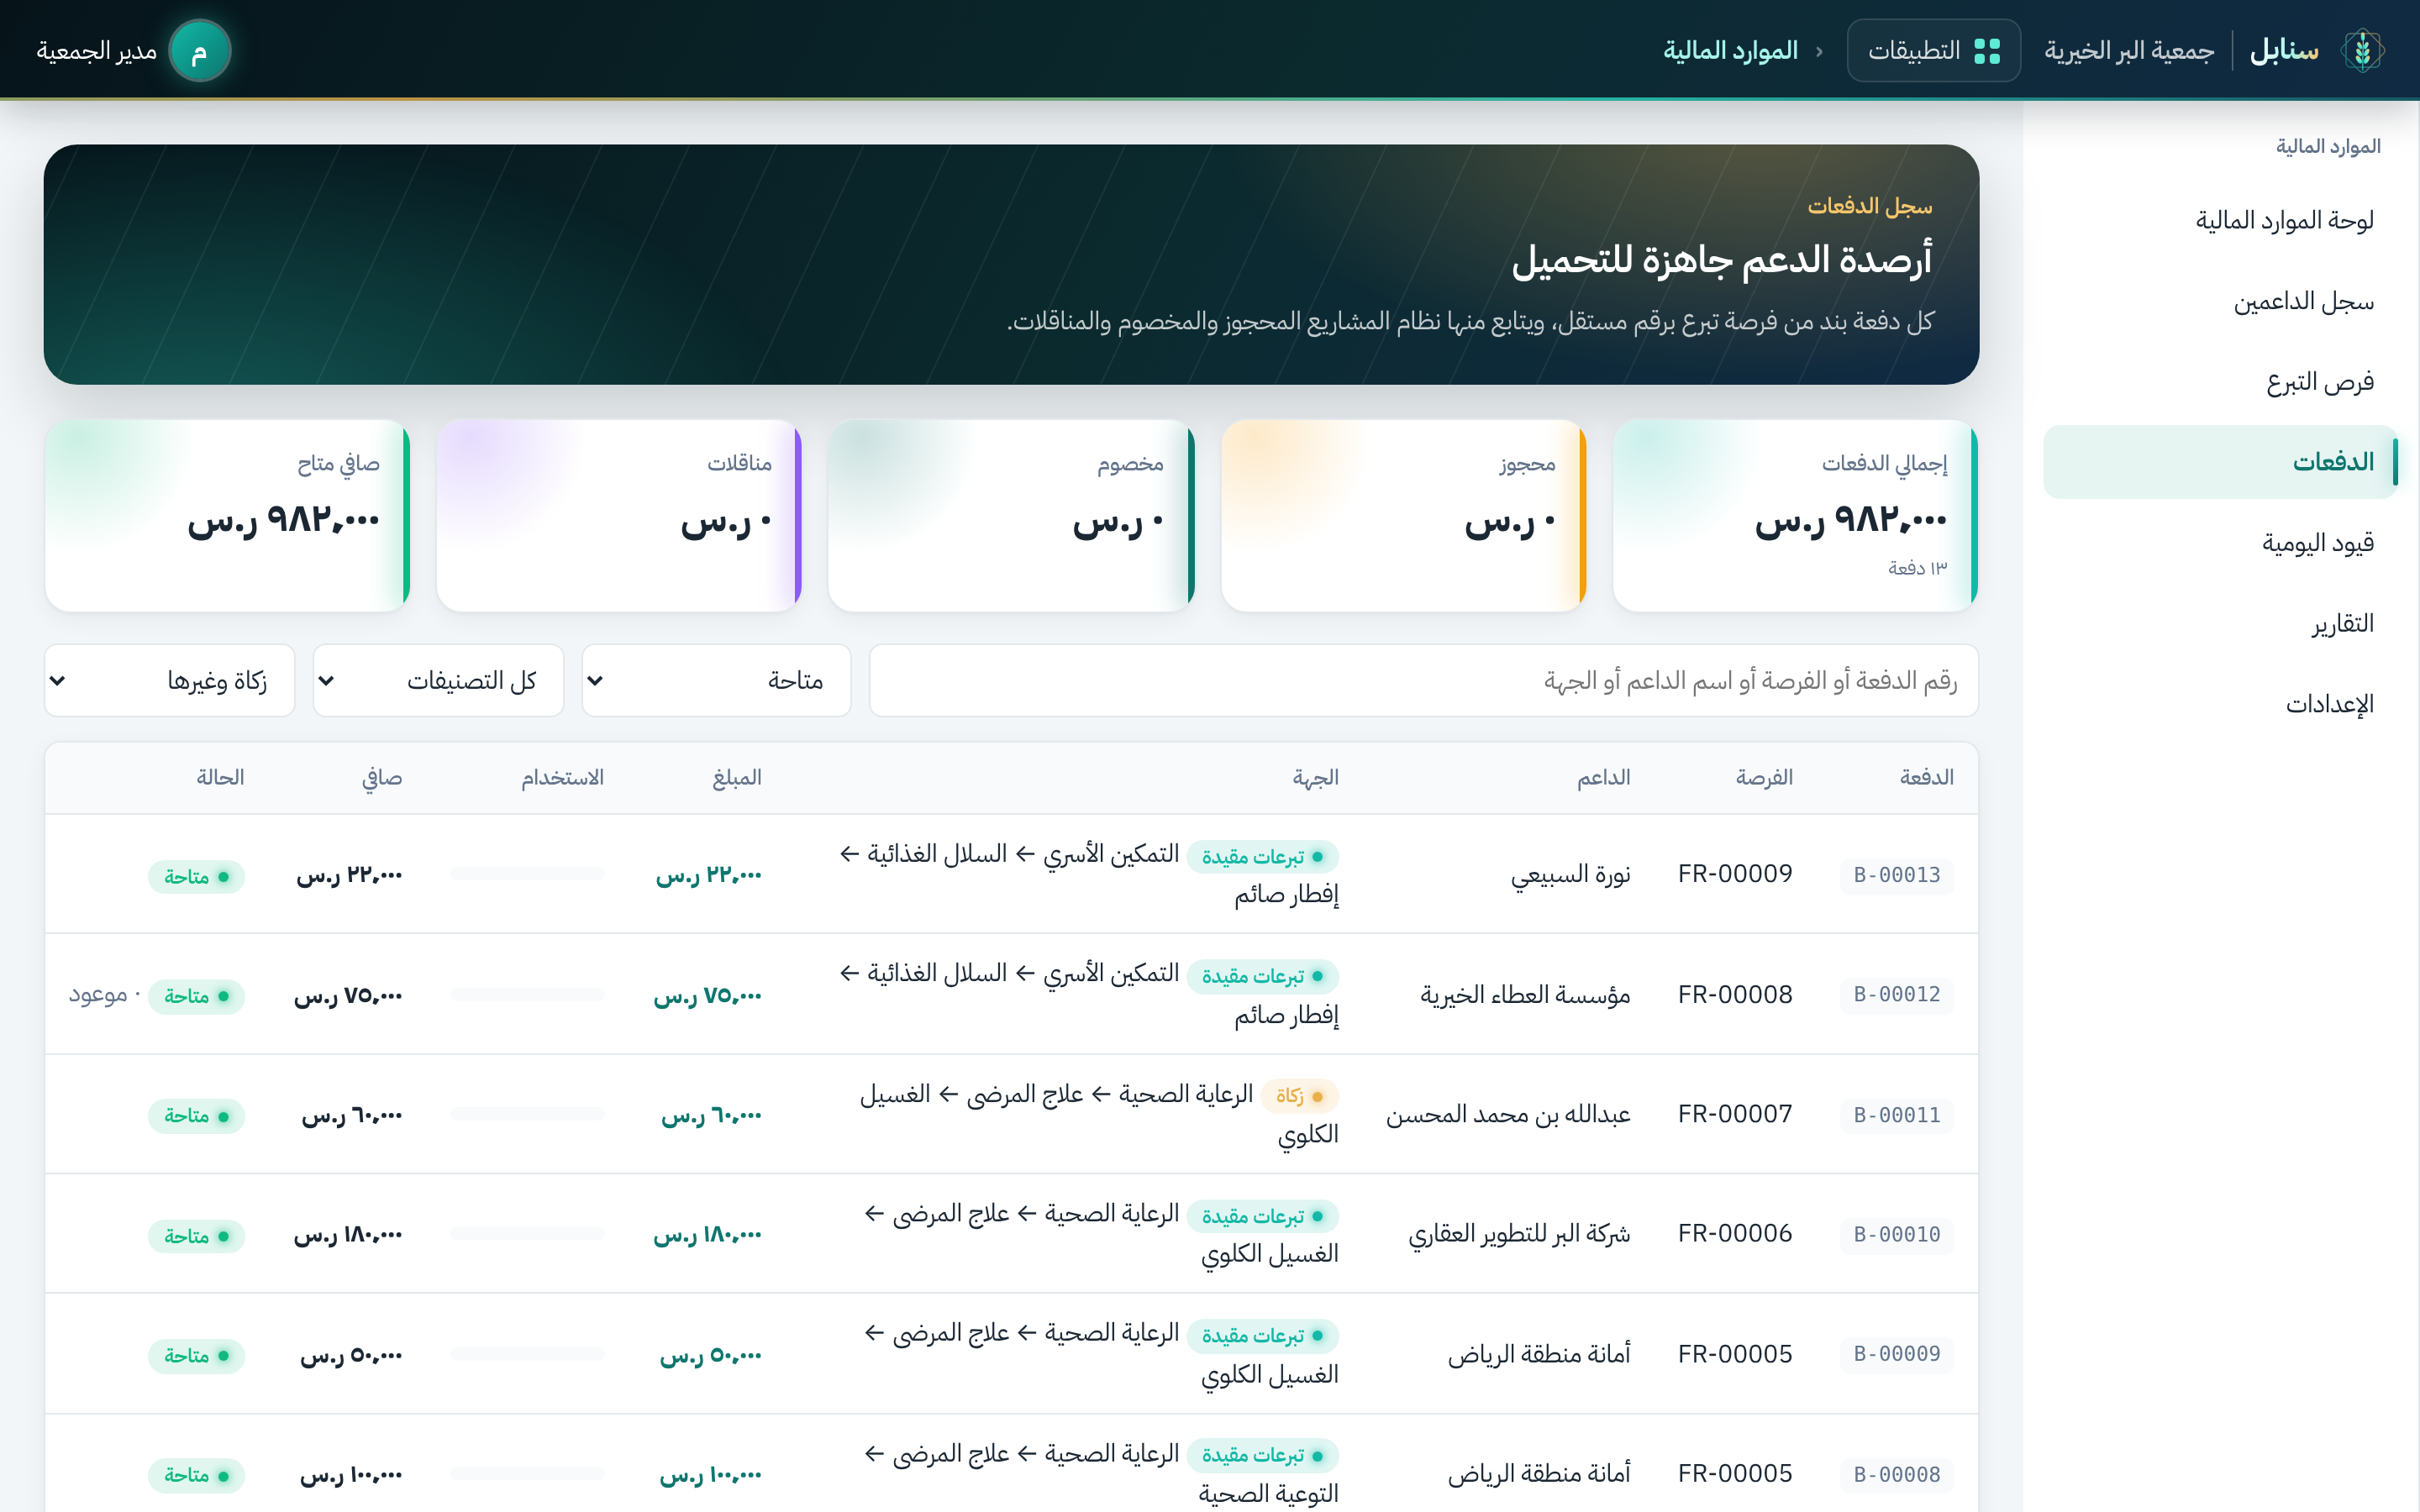 سنابل
جمعية البر الخيرية
التطبيقات
›
الموارد المالية
م
مدير الجمعية
الموارد المالية
لوحة الموارد المالية
سجل الداعمين
فرص التبرع
الدفعات
قيود اليومية
التقارير
الإعدادات
سجل الدفعات
أرصدة الدعم جاهزة للتحميل
كل دفعة بند من فرصة تبرع برقم مستقل، ويتابع منها نظام المشاريع المحجوز والمخصوم والمناقلات.
إجمالي الدفعات
٩٨٢٬٠٠٠ ر.س
١٣ دفعة
محجوز
٠ ر.س
مخصوم
٠ ر.س
مناقلات
٠ ر.س
صافي متاح
٩٨٢٬٠٠٠ ر.س
رقم الدفعة أو الفرصة أو اسم الداعم أو الجهة
متاحة
كل التصنيفات
زكاة وغيرها
الدفعة الفرصة الداعم الجهة المبلغ الاستخدام صافي الحالة
B-00013 FR-00009 نورة السبيعي تبرعات مقيدة التمكين الأسري ← السلال الغذائية ←
إفطار صائم
٢٢٬٠٠٠ ر.س ٢٢٬٠٠٠ ر.س متاحة
B-00012 FR-00008 مؤسسة العطاء الخيرية تبرعات مقيدة التمكين الأسري ← السلال الغذائية ←
إفطار صائم
٧٥٬٠٠٠ ر.س ٧٥٬٠٠٠ ر.س متاحة · موعود
B-00011 FR-00007 عبدالله بن محمد المحسن زكاة الرعاية الصحية ← علاج المرضى ← الغسيل
الكلوي
٦٠٬٠٠٠ ر.س ٦٠٬٠٠٠ ر.س متاحة
B-00010 FR-00006 شركة البر للتطوير العقاري تبرعات مقيدة الرعاية الصحية ← علاج المرضى ←
الغسيل الكلوي
١٨٠٬٠٠٠ ر.س ١٨٠٬٠٠٠ ر.س متاحة
B-00009 FR-00005 أمانة منطقة الرياض تبرعات مقيدة الرعاية الصحية ← علاج المرضى ←
الغسيل الكلوي
٥٠٬٠٠٠ ر.س ٥٠٬٠٠٠ ر.س متاحة
B-00008 FR-00005 أمانة منطقة الرياض تبرعات مقيدة الرعاية الصحية ← علاج المرضى ←
التوعية الصحية
١٠٠٬٠٠٠ ر.س ١٠٠٬٠٠٠ ر.س متاحة